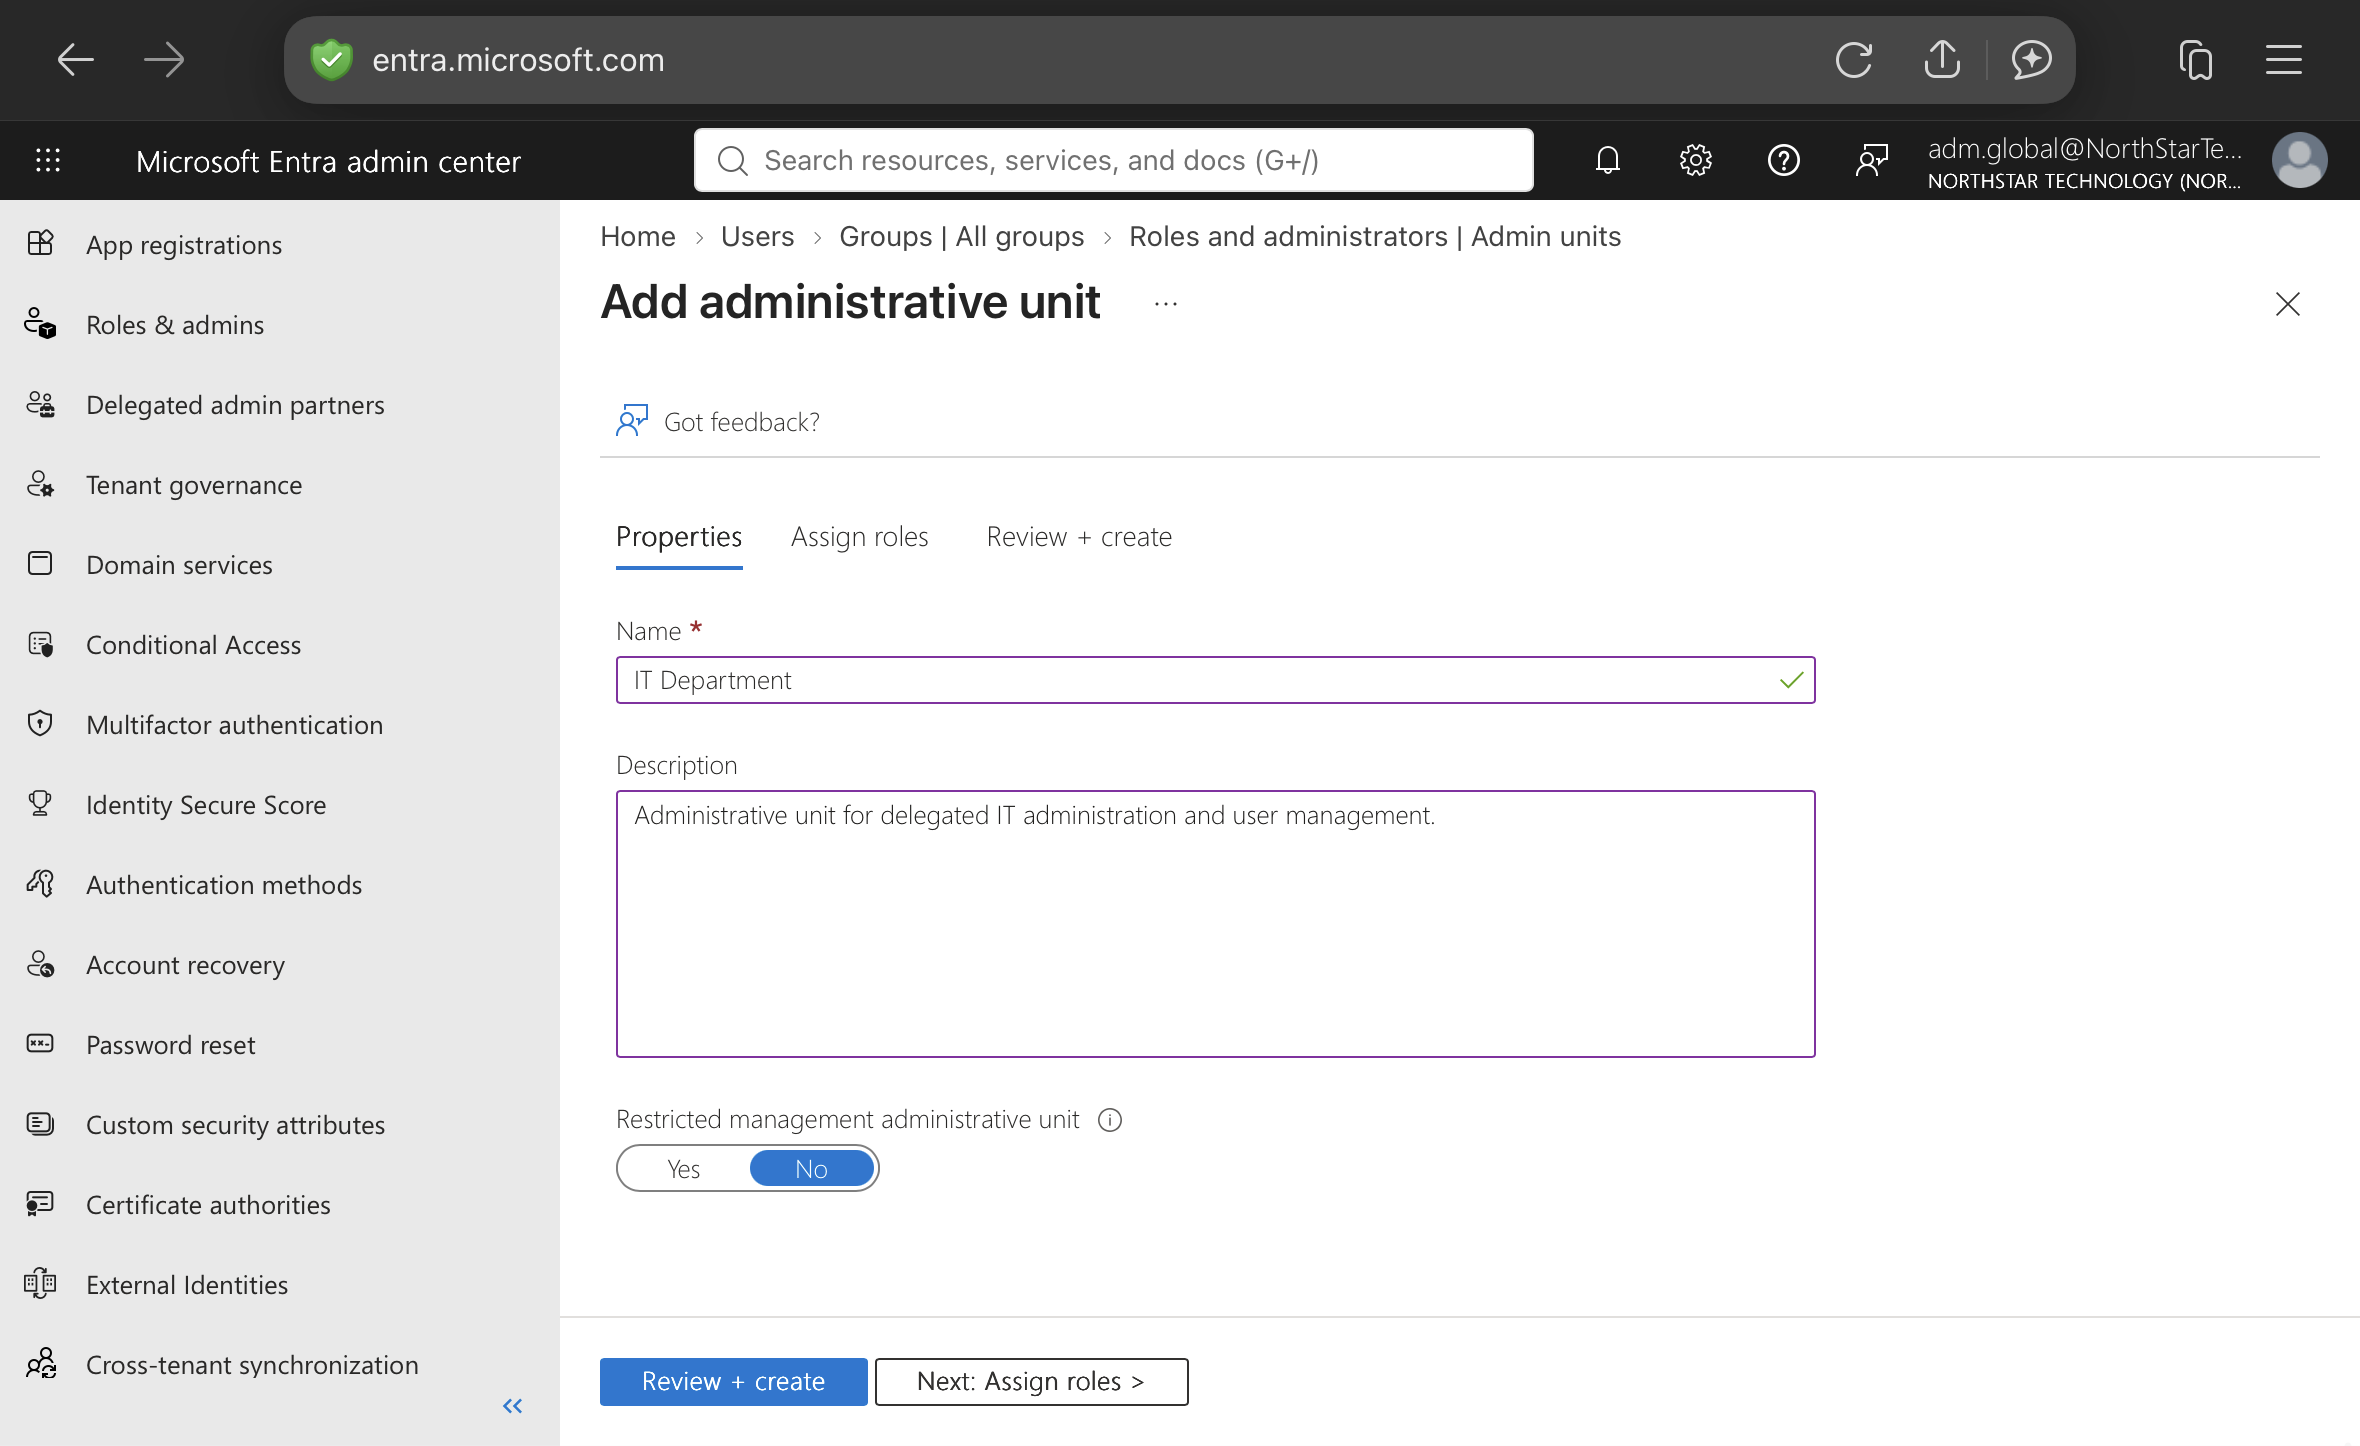 entra.microsoft.com
Microsoft Entra admin center
Search resources, services, and docs (G+/)
adm.global@NorthStarTe...
NORTHSTAR TECHNOLOGY (NOR...
App registrations
Roles & admins
Delegated admin partners
Tenant governance
Domain services
Conditional Access
Multifactor authentication
Identity Secure Score
Authentication methods
Account recovery
Password reset
Custom security attributes
Certificate authorities
External Identities
Cross-tenant synchronization
Home > Users > Groups | All groups > Roles and administrators | Admin units
Add administrative unit ...
Got feedback?
Properties Assign roles Review + create
Name *
IT Department
Description
Administrative unit for delegated IT administration and user management.
Restricted management administrative unit
Yes No
Review + create Next: Assign roles >